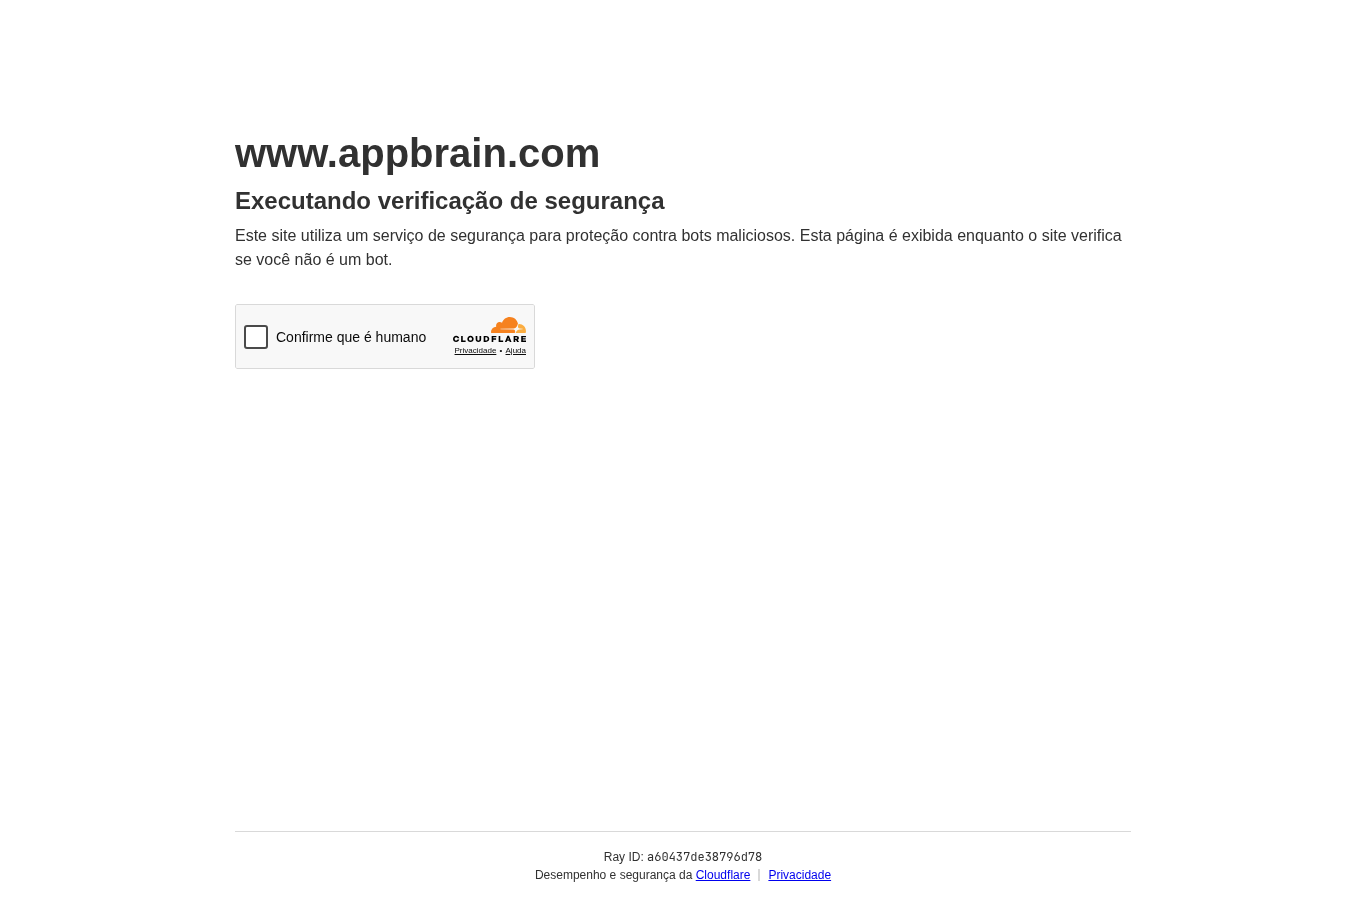 www.appbrain.com
Executando verificação de segurança
Este site utiliza um serviço de segurança para proteção contra bots maliciosos. Esta página é exibida enquanto o site verifica
se você não é um bot.
Confirme que é humano
CLOUDFLARE
Privacidade • Ajuda
Ray ID: a60437de38796d78
Desempenho e segurança da Cloudflare | Privacidade